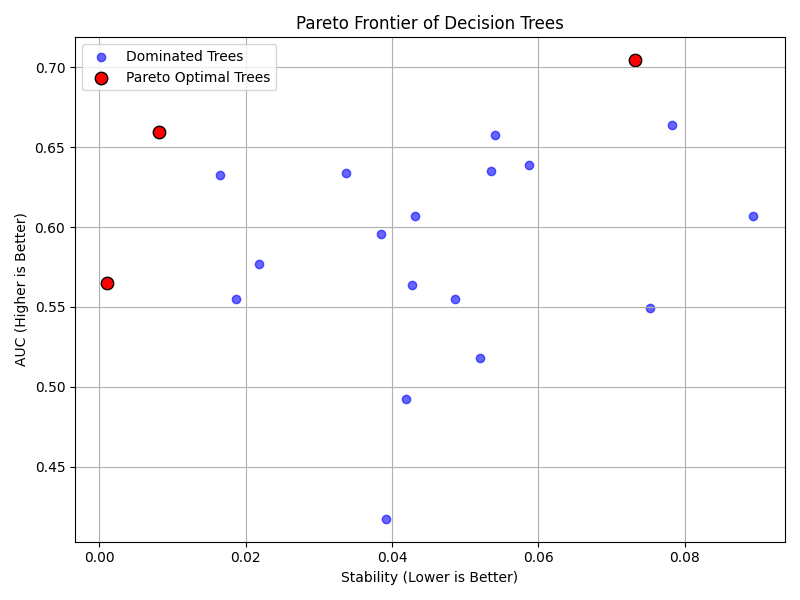 Pareto Frontier of Decision Trees
Dominated Trees
Pareto Optimal Trees
AUC (Higher is Better)
0.70
0.65
0.60
0.55
0.50
0.45
0.00 0.02 0.04 0.06 0.08
Stability (Lower is Better)